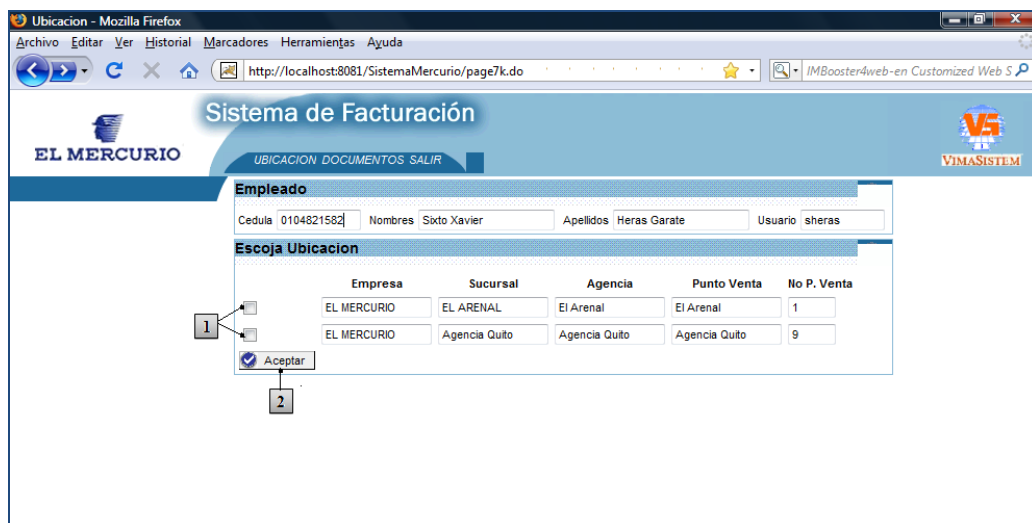 Ubicacion - Mozilla Firefox
Archivo Editar Ver Historial Marcadores Herramientas Ayuda
http://localhost:8081/SistemaMercurio/page7k.do IMBooster4web-en Customized Web S
Sistema de Facturación
EL MERCURIO
VS
VIMASISTEM
UBICACION DOCUMENTOS SALIR
Empleado
Cedula 0104821582 Nombres Sixto Xavier Apellidos Heras Garate Usuario sheras
Escoja Ubicacion
Empresa Sucursal Agencia Punto Venta No P. Venta
EL MERCURIO EL ARENAL El Arenal El Arenal 1
1
EL MERCURIO Agencia Quito Agencia Quito Agencia Quito 9
Aceptar
2